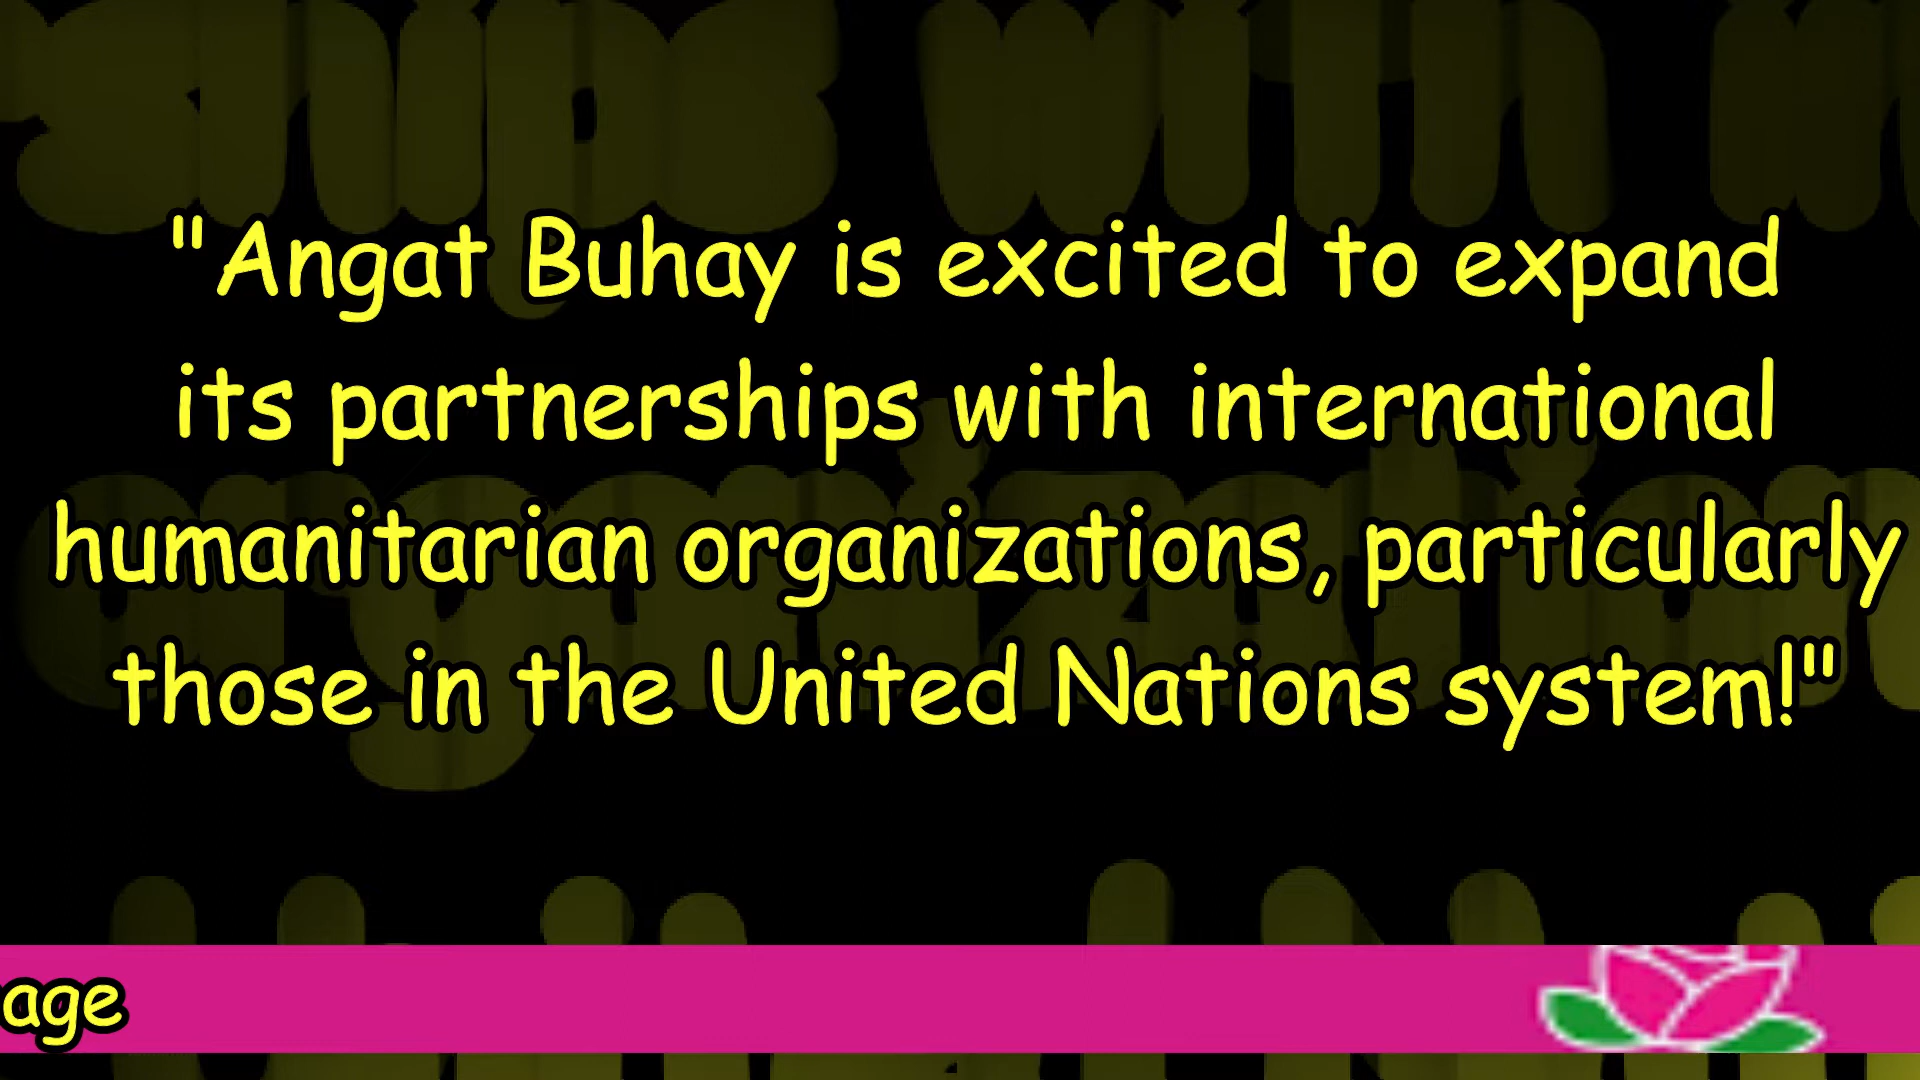 "Angat Buhay is excited to expand
its partnerships with international
humanitarian organizations, particularly
those in the United Nations system!"
age